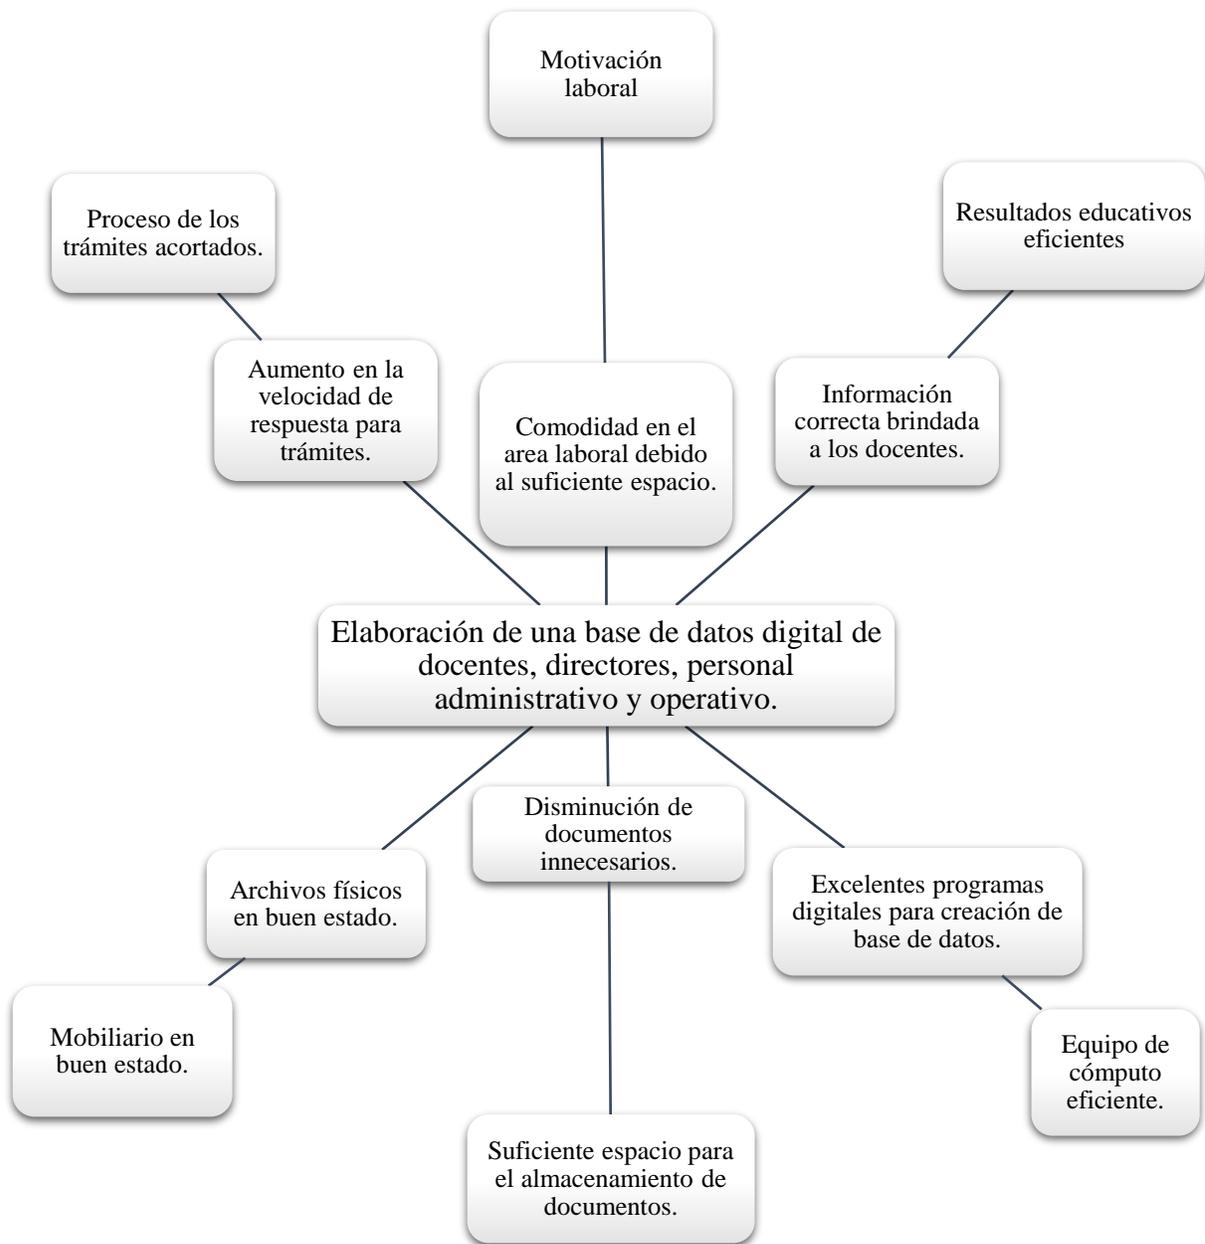 Motivación
laboral
Proceso de los
trámites acortados.
Resultados educativos
eficientes
Aumento en la
velocidad de
respuesta para
trámites.
Comodidad en el
area laboral debido
al suficiente espacio.
Información
correcta brindada
a los docentes.
Elaboración de una base de datos digital de
docentes, directores, personal
administrativo y operativo.
Archivos físicos
en buen estado.
Disminución de
documentos
innecesarios.
Excelentes programas
digitales para creación de
base de datos.
Mobiliario en
buen estado.
Equipo de
cómputo
eficiente.
Suficiente espacio para
el almacenamiento de
documentos.